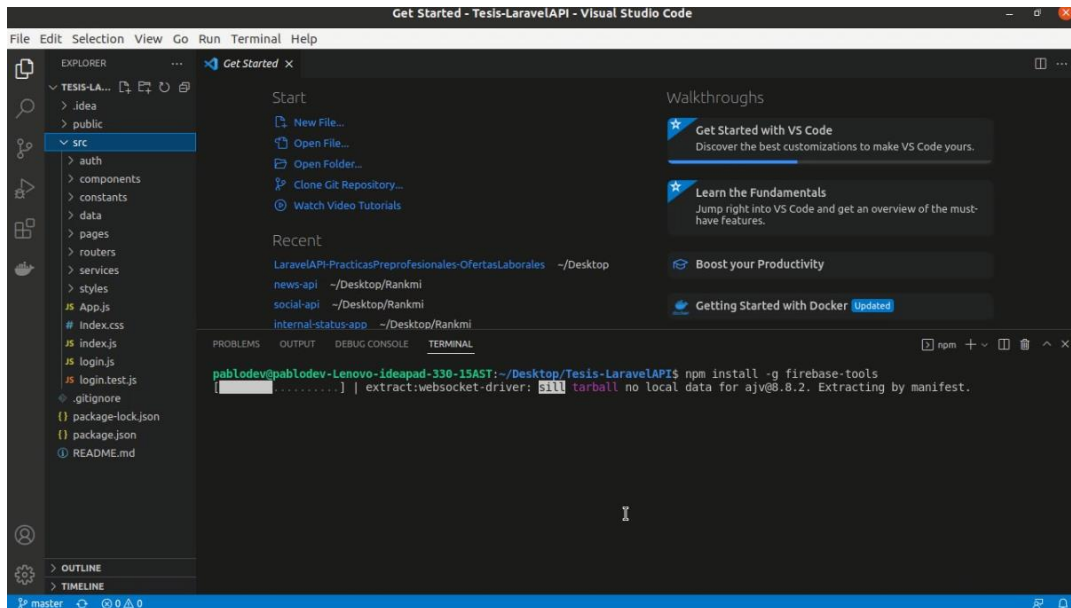 Get Started - Tesis-LaravelAPI - Visual Studio Code
File Edit Selection View Go Run Terminal Help
EXPLORER
TESIS-LA...
.idea
public
src
auth
components
constants
data
pages
routers
services
styles
JS App.js
# Index.css
JS index.js
JS login.js
JS login.test.js
.gitignore
{} package-lock.json
{} package.json
README.md
OUTLINE
TIMELINE
Get Started
Start
New File...
Open File...
Open Folder...
Clone Git Repository...
Watch Video Tutorials
Recent
LaravelAPI-PracticasPreprofesionales-OfertasLaborales ~/Desktop
news-api ~/Desktop/Rankmi
social-api ~/Desktop/Rankmi
internal-status-app ~/Desktop/Rankmi
Walkthroughs
Get Started with VS Code
Discover the best customizations to make VS Code yours.
Learn the Fundamentals
Jump right into VS Code and get an overview of the must-
have features.
Boost your Productivity
Getting Started with Docker Updated
PROBLEMS OUTPUT DEBUG CONSOLE TERMINAL
npm
pablodev@pablodev-Lenovo-ideapad-330-15AST:~/Desktop/Tesis-LaravelAPI$ npm install -g firebase-tools
[ ..........] | extract:websocket-driver: sill tarball no local data for ajv@8.8.2. Extracting by manifest.
master 0 0